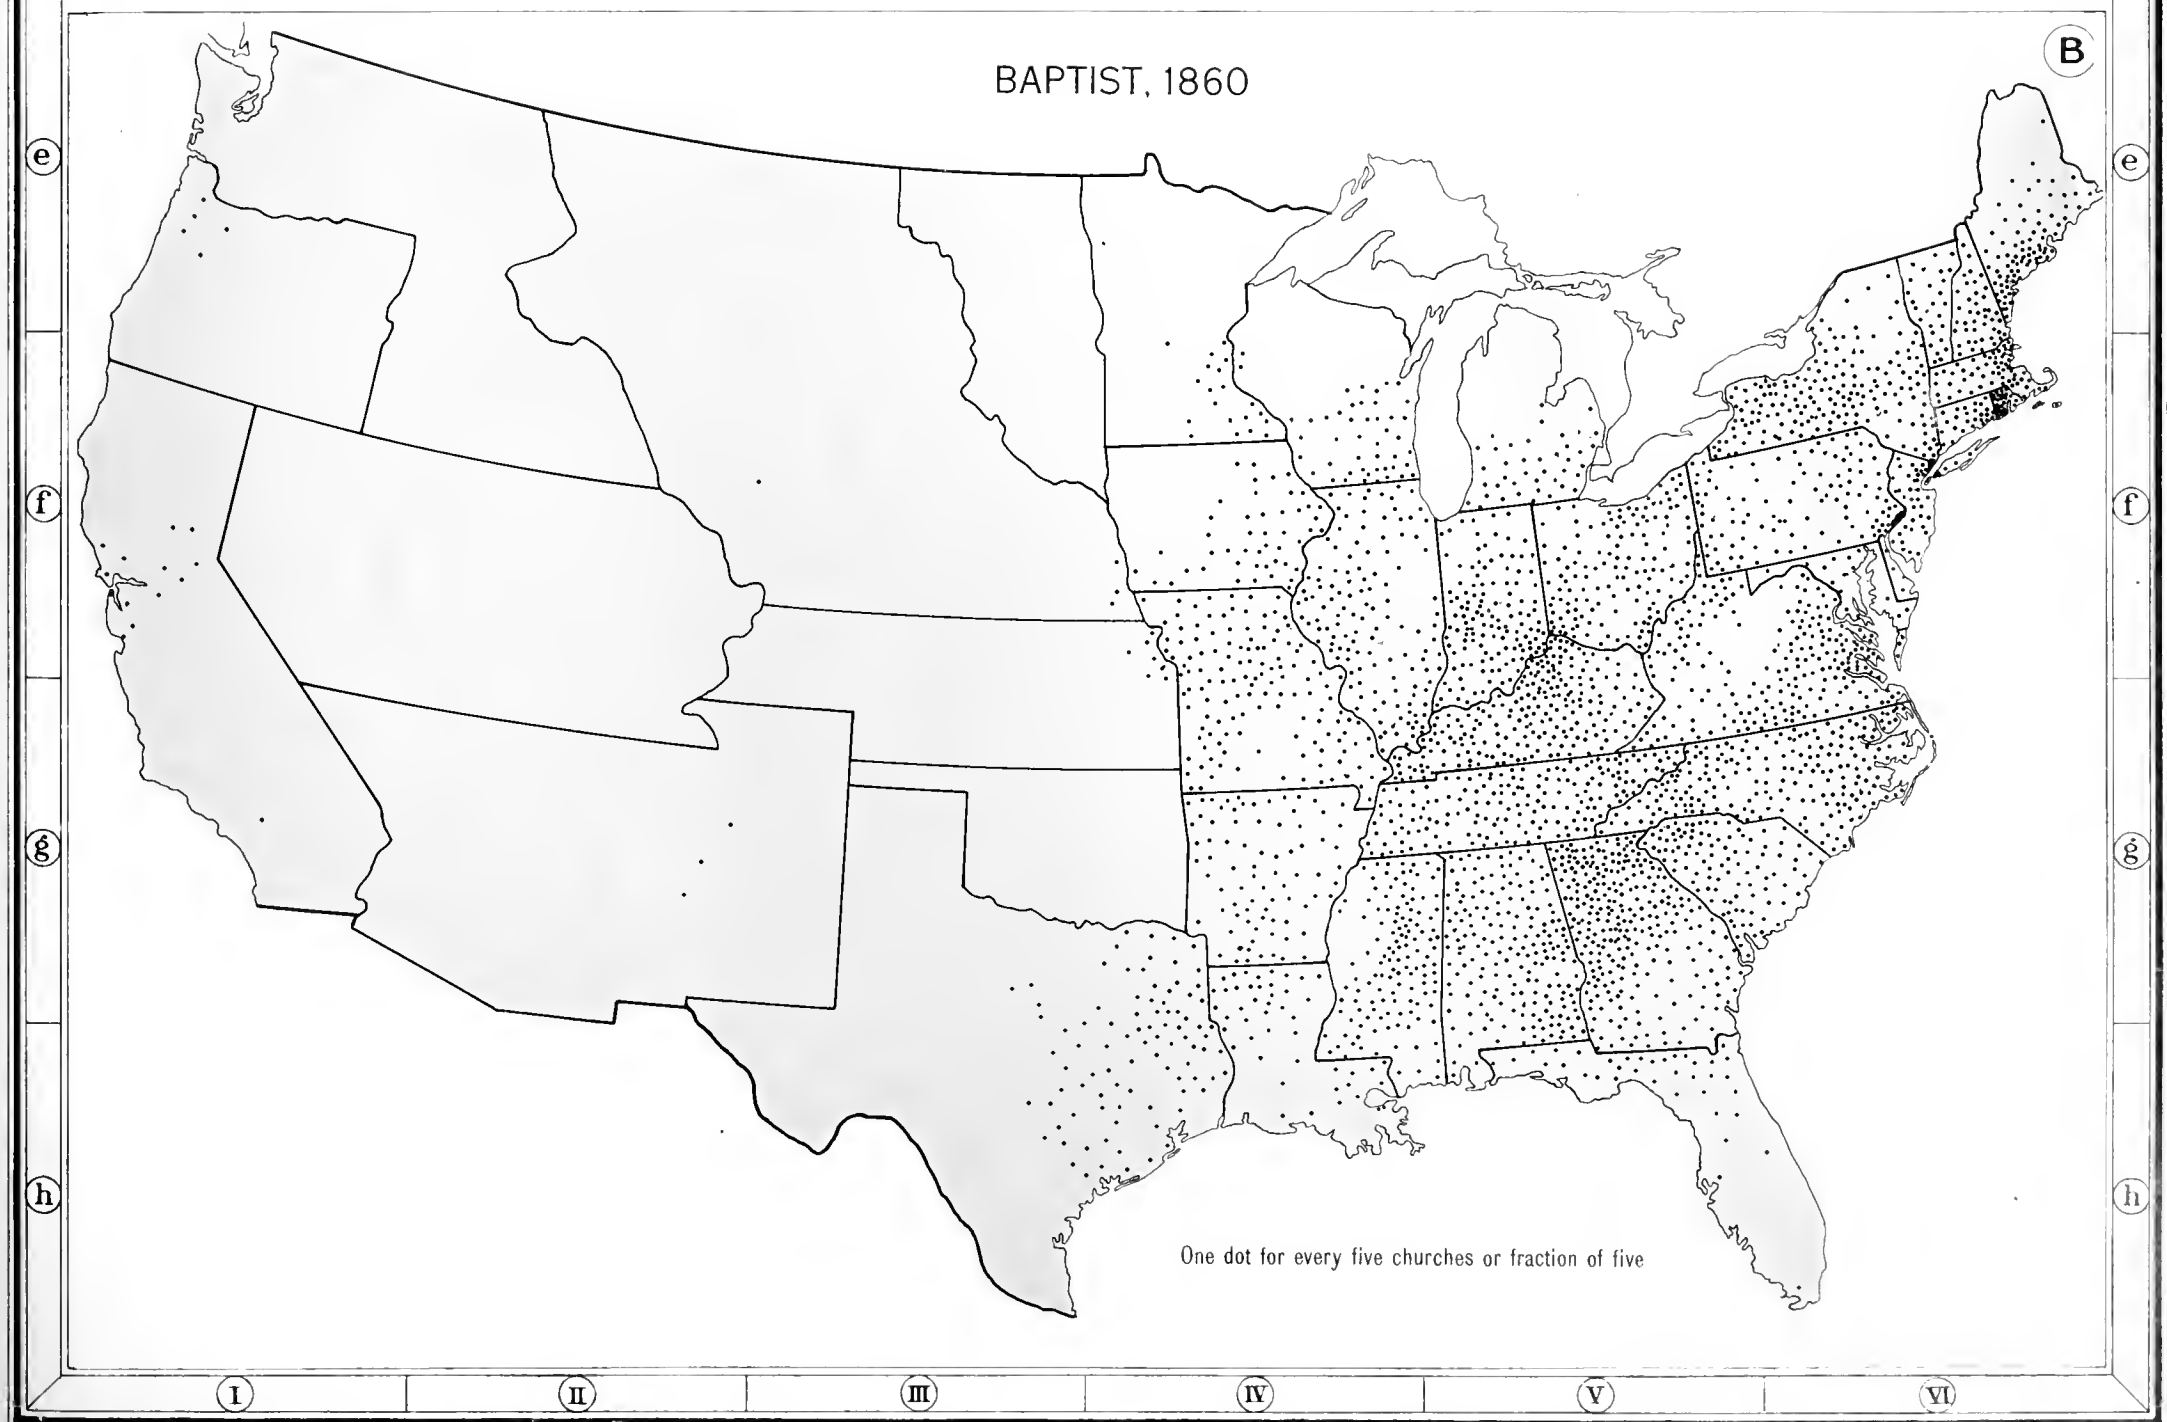 B
BAPTIST, 1860
e
e
f
f
g
g
h
h
One dot for every five churches or fraction of five
I
II
III
IV
V
VI